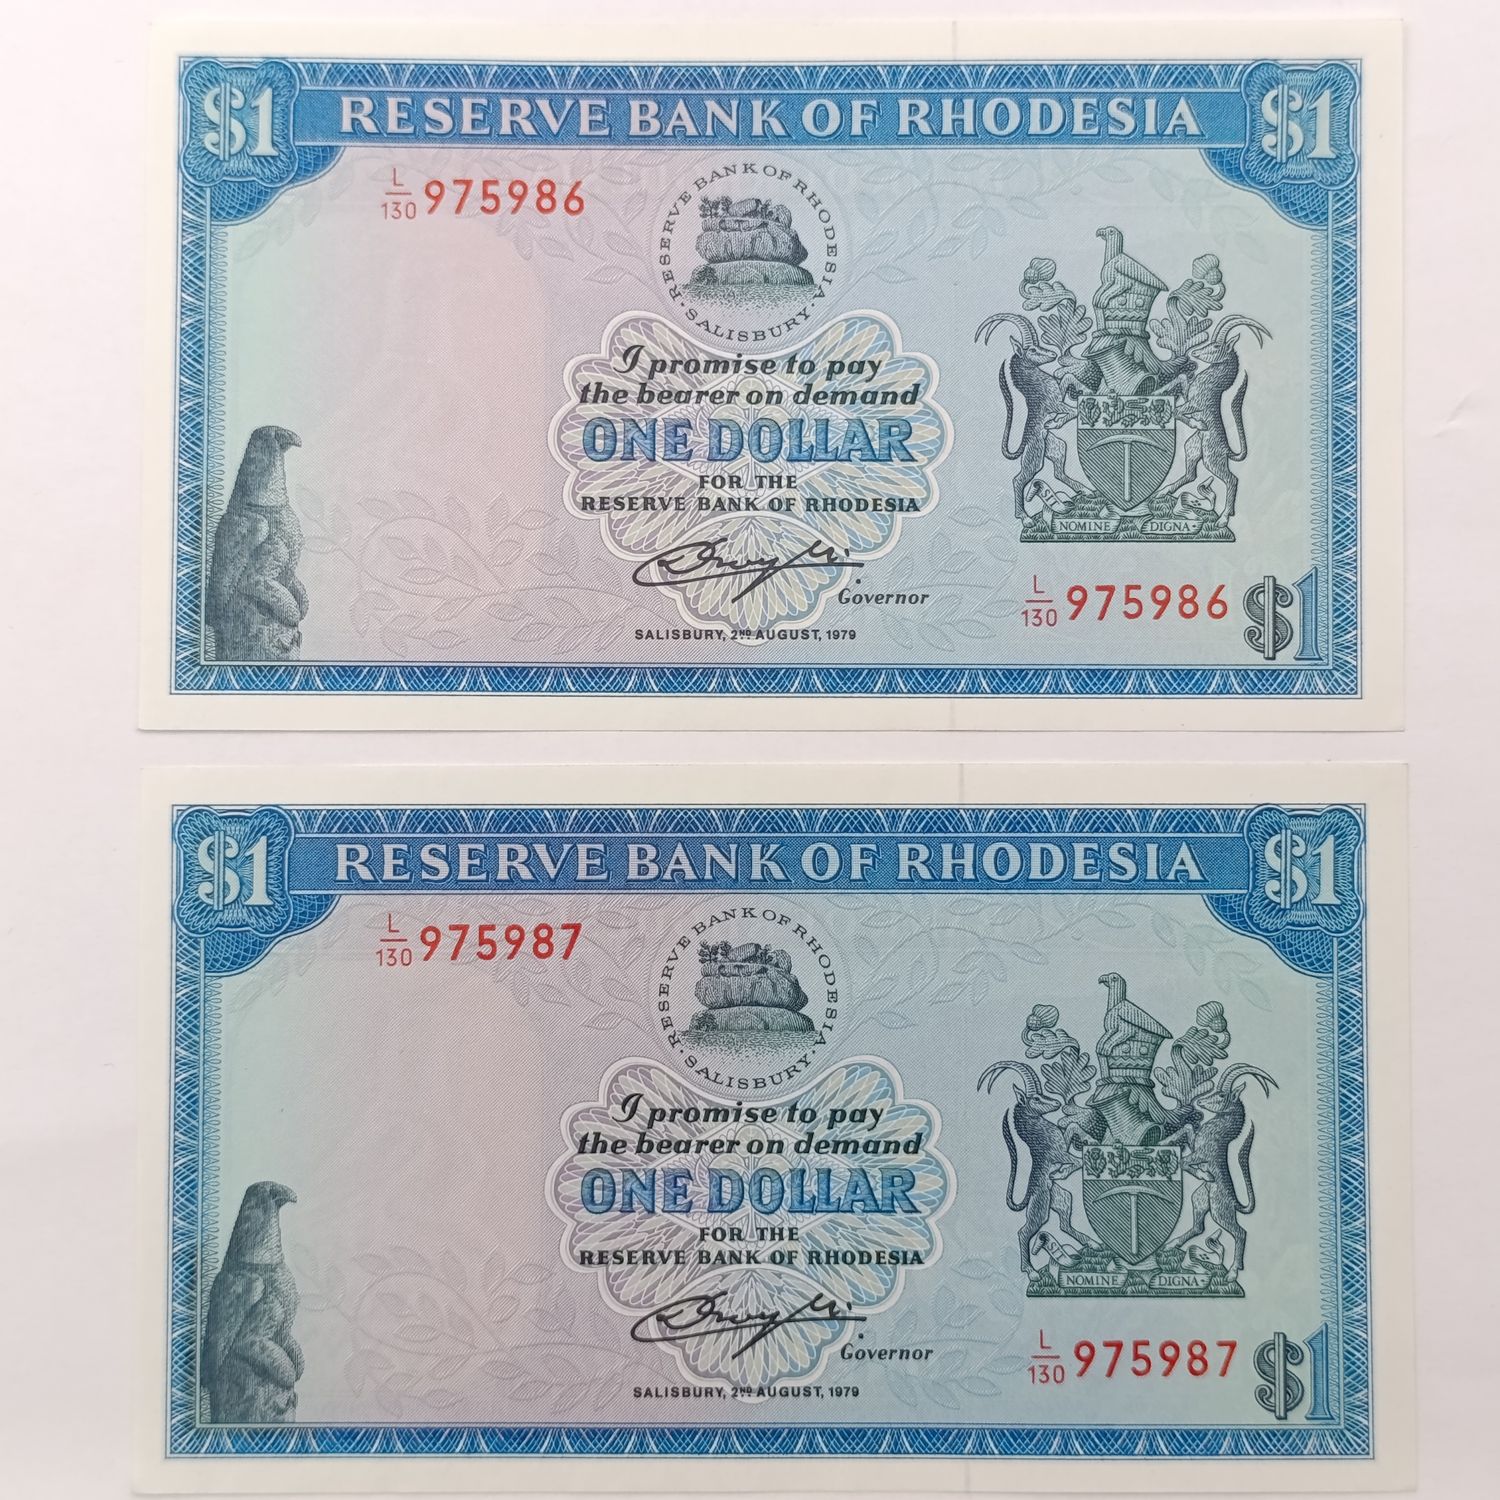 $1 RESERVE BANK OF RHODESIA $1
L/130 975986
RESERVE BANK OF RHODESIA
· SALISBURY ·
I promise to pay
the bearer on demand
ONE DOLLAR
FOR THE
RESERVE BANK OF RHODESIA
SIT NOMINE DIGNA
Governor
L/130 975986 $1
SALISBURY, 2ND AUGUST, 1979
$1 RESERVE BANK OF RHODESIA $1
L/130 975987
RESERVE BANK OF RHODESIA
· SALISBURY ·
I promise to pay
the bearer on demand
ONE DOLLAR
FOR THE
RESERVE BANK OF RHODESIA
SIT NOMINE DIGNA
Governor
L/130 975987 $1
SALISBURY, 2ND AUGUST, 1979